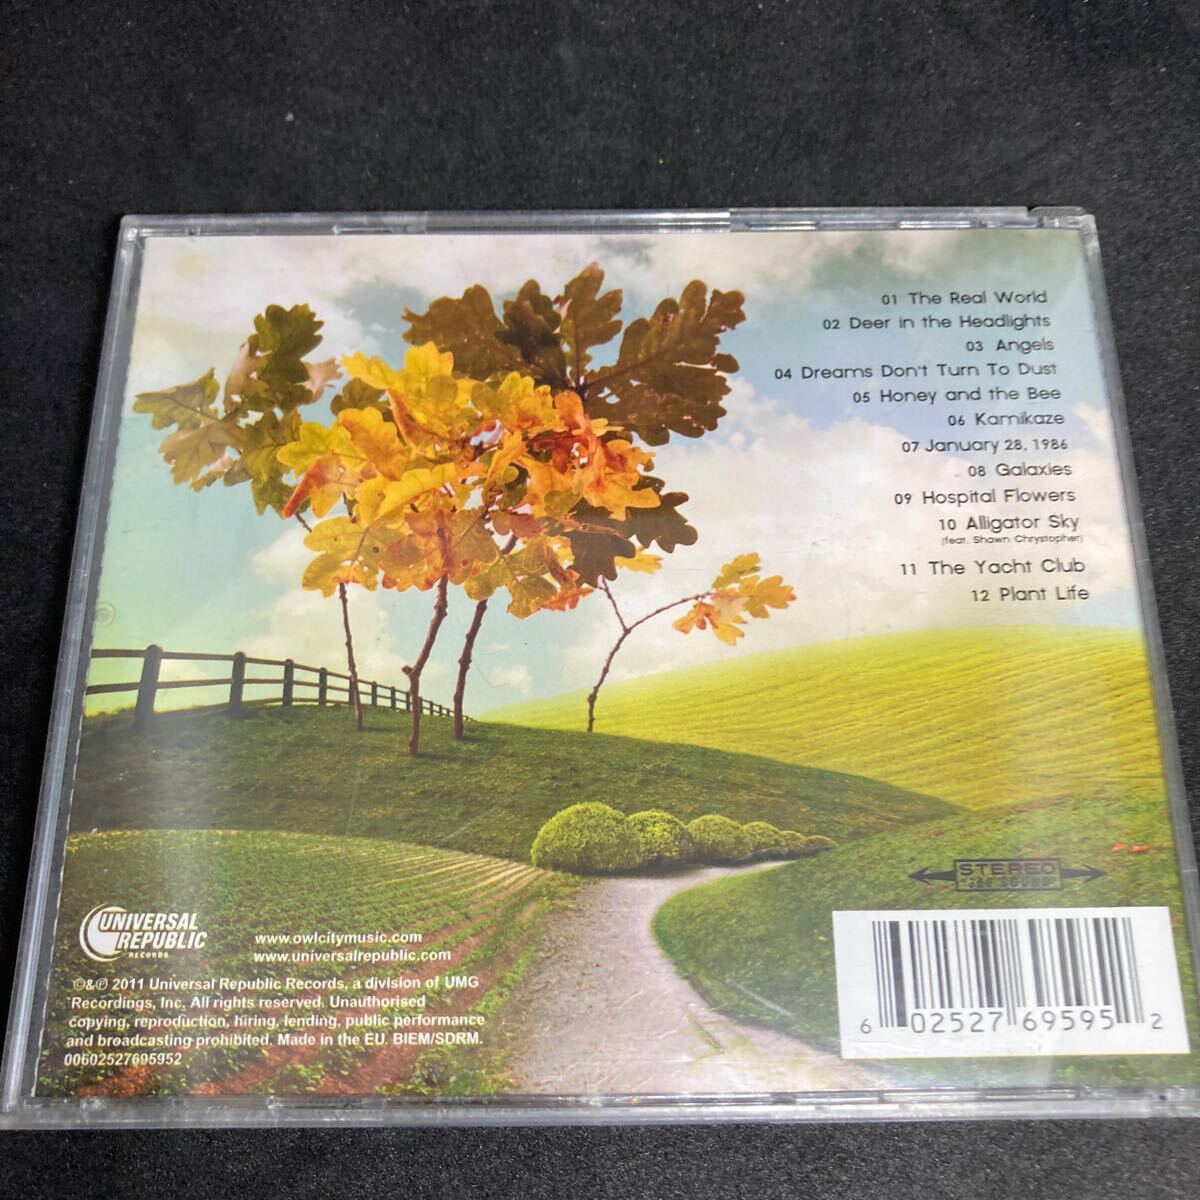 01 The Real World
02 Deer in the Headlights
03 Angels
04 Dreams Don't Turn To Dust
05 Honey and the Bee
06 Kamikaze
07 January 28, 1986
08 Galaxies
09 Hospital Flowers
10 Alligator Sky
(feat. Shawn Chrystopher)
11 The Yacht Club
12 Plant Life
STEREO
SOUND
UNIVERSAL
REPUBLIC
RECORDS
www.owlcitymusic.com
www.universalrepublic.com
©&℗ 2011 Universal Republic Records, a division of UMG
Recordings, Inc. All rights reserved. Unauthorised
copying, reproduction, hiring, lending, public performance
and broadcasting prohibited. Made in the EU. BIEM/SDRM.
00602527695952
6 02527 69595 2